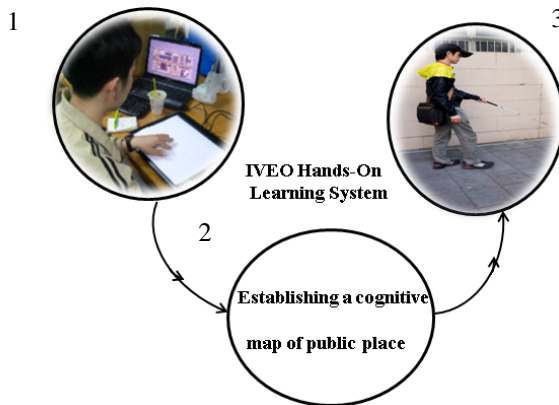 1
3
IVEO Hands-On
Learning System
2
Establishing a cognitive
map of public place